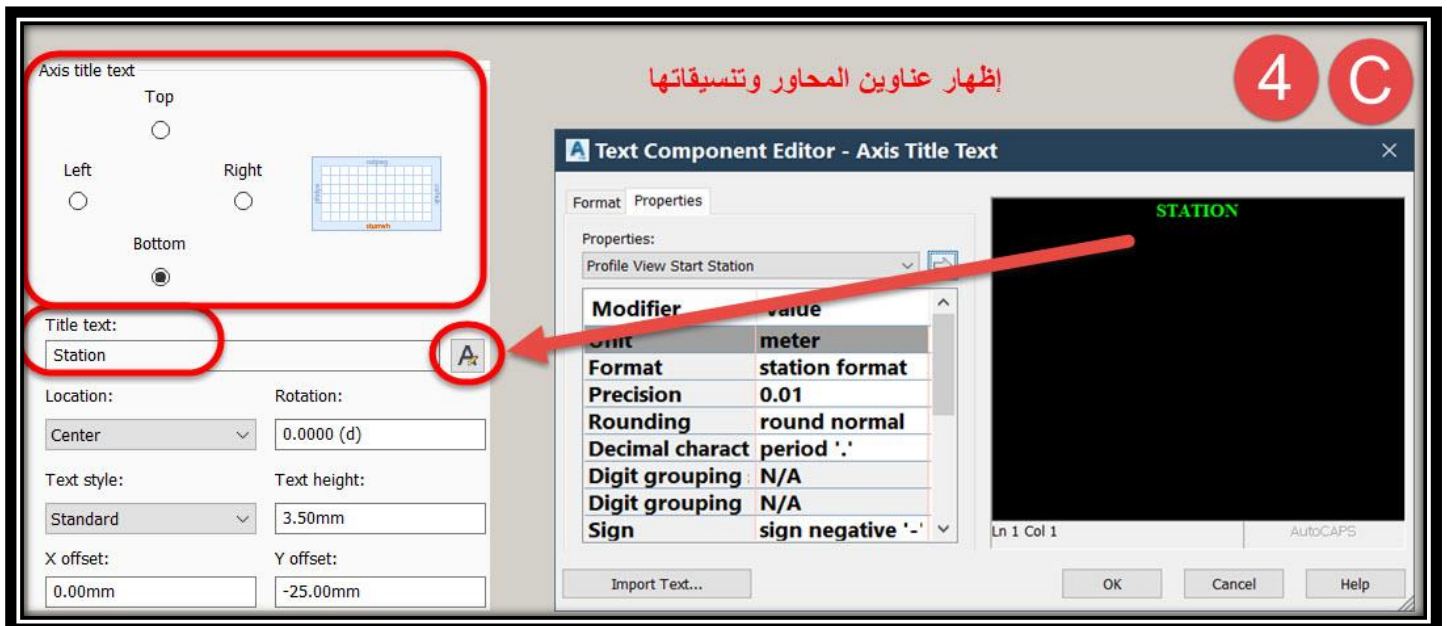 إظهار عناوين المحاور وتنسيقاتها
4 C
Axis title text
Top
Left Right
Bottom
Title text:
Station
Location: Rotation:
Center 0.0000 (d)
Text style: Text height:
Standard 3.50mm
X offset: Y offset:
0.00mm -25.00mm
Text Component Editor - Axis Title Text
Format Properties
Properties:
Profile View Start Station
Modifier Value
Unit meter
Format station format
Precision 0.01
Rounding round normal
Decimal charact period '.'
Digit grouping N/A
Digit grouping N/A
Sign sign negative '-'
STATION
Ln 1 Col 1 AutoCAPS
Import Text... OK Cancel Help